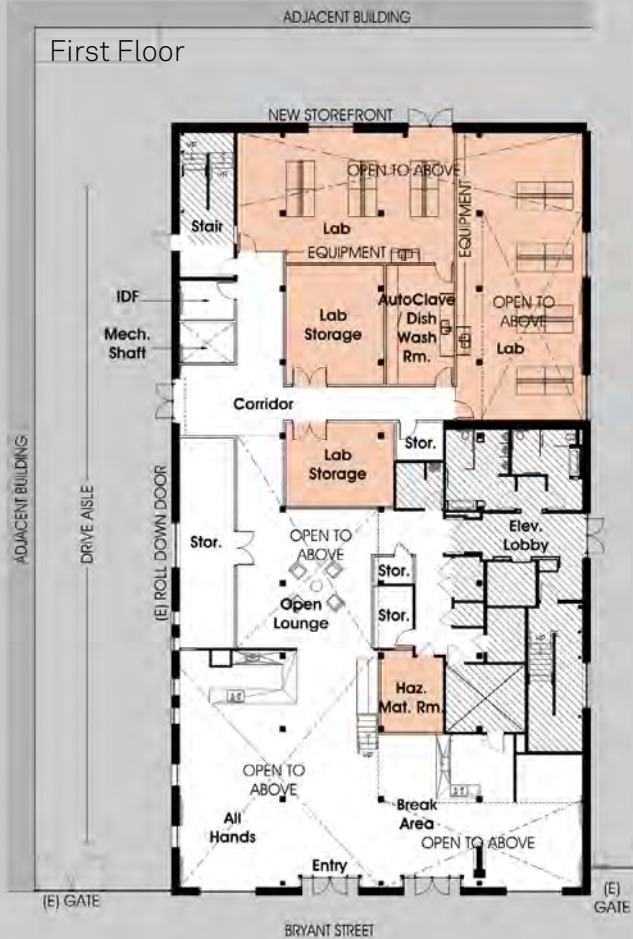 ADJACENT BUILDING
First Floor
NEW STOREFRONT
OPEN TO ABOVE
Stair
Lab
EQUIPMENT
EQUIPMENT
IDF
Lab
Storage
AutoClave
Dish
Wash
Rm.
OPEN TO
ABOVE
Lab
Mech.
Shaft
Corridor
Stor.
Lab
Storage
ADJACENT BUILDING
DRIVE AISLE
(E) ROLL DOWN DOOR
Stor.
OPEN TO
ABOVE
Elev.
Lobby
Stor.
Open
Lounge
Stor.
Haz.
Mat. Rm.
OPEN TO
ABOVE
All
Hands
Break
Area
OPEN TO ABOVE
Entry
(E) GATE
(E)
GATE
BRYANT STREET